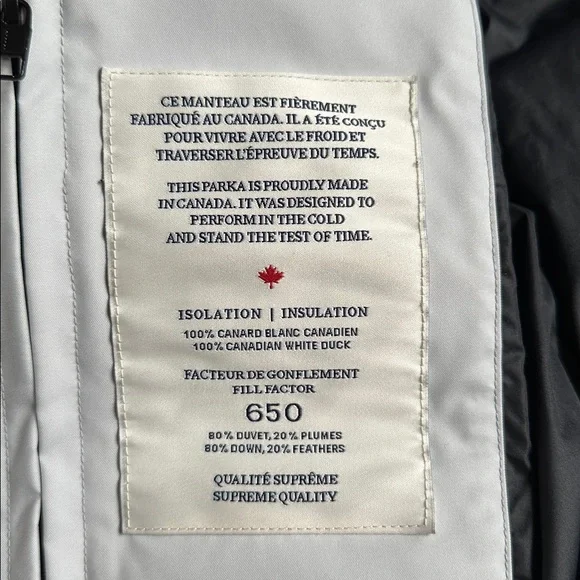 CE MANTEAU EST FIÈREMENT
FABRIQUÉ AU CANADA. IL A ÉTÉ CONÇU
POUR VIVRE AVEC LE FROID ET
TRAVERSER L'ÉPREUVE DU TEMPS.
THIS PARKA IS PROUDLY MADE
IN CANADA. IT WAS DESIGNED TO
PERFORM IN THE COLD
AND STAND THE TEST OF TIME.
ISOLATION | INSULATION
100% CANARD BLANC CANADIEN
100% CANADIAN WHITE DUCK
FACTEUR DE GONFLEMENT
FILL FACTOR
650
80% DUVET, 20% PLUMES
80% DOWN, 20% FEATHERS
QUALITÉ SUPRÊME
SUPREME QUALITY